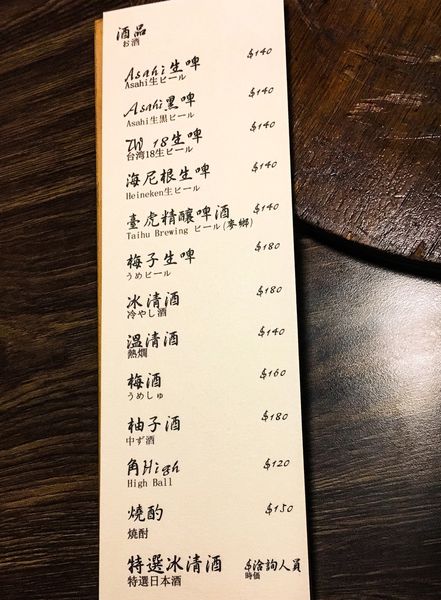 酒品
お酒
Asahi生啤 $140
Asahi生ビール
Asahi黑啤 $140
Asahi生黒ビール
TW 18生啤 $140
台湾18生ビール
海尼根生啤 $140
Heineken生ビール
臺虎精釀啤酒 $140
Taihu Brewing ビール(麥鄉)
梅子生啤 $180
うめビール
冰清酒 $180
冷やし酒
溫清酒 $140
熱燗
梅酒 $160
うめしゅ
柚子酒 $180
中ず酒
角High $120
High Ball
燒酌 $150
焼酎
特選冰清酒 $洽詢人員
特選日本酒 時価